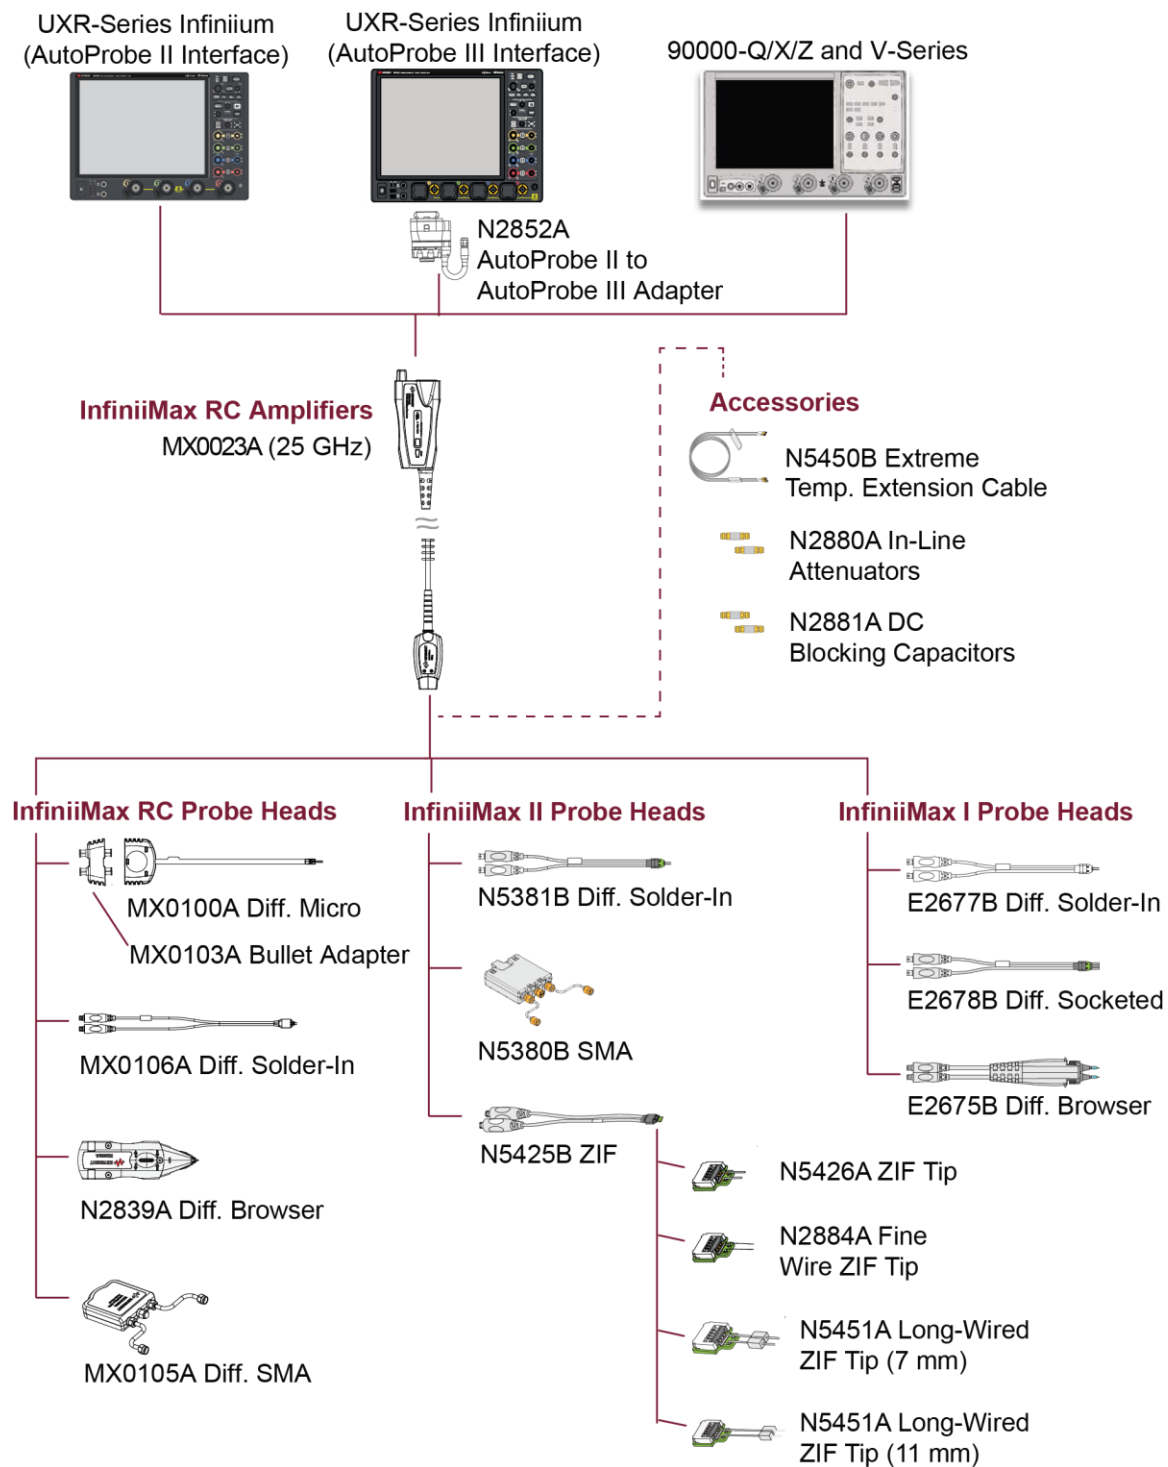 UXR-Series Infiniium
(AutoProbe II Interface)
UXR-Series Infiniium
(AutoProbe III Interface)
90000-Q/X/Z and V-Series
N2852A
AutoProbe II to
AutoProbe III Adapter
InfiniiMax RC Amplifiers
MX0023A (25 GHz)
Accessories
N5450B Extreme
Temp. Extension Cable
N2880A In-Line
Attenuators
N2881A DC
Blocking Capacitors
InfiniiMax RC Probe Heads
MX0100A Diff. Micro
MX0103A Bullet Adapter
MX0106A Diff. Solder-In
N2839A Diff. Browser
MX0105A Diff. SMA
InfiniiMax II Probe Heads
N5381B Diff. Solder-In
N5380B SMA
N5425B ZIF
N5426A ZIF Tip
N2884A Fine
Wire ZIF Tip
N5451A Long-Wired
ZIF Tip (7 mm)
N5451A Long-Wired
ZIF Tip (11 mm)
InfiniiMax I Probe Heads
E2677B Diff. Solder-In
E2678B Diff. Socketed
E2675B Diff. Browser